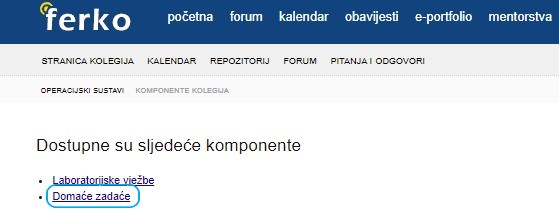 ferko početna forum kalendar obavijesti e-portfolio mentorstva
STRANICA KOLEGIJA KALENDAR REPOZITORIJ FORUM PITANJA I ODGOVORI
OPERACIJSKI SUSTAVI KOMPONENTE KOLEGIJA
Dostupne su sljedeće komponente
Laboratorijske vježbe
Domaće zadaće